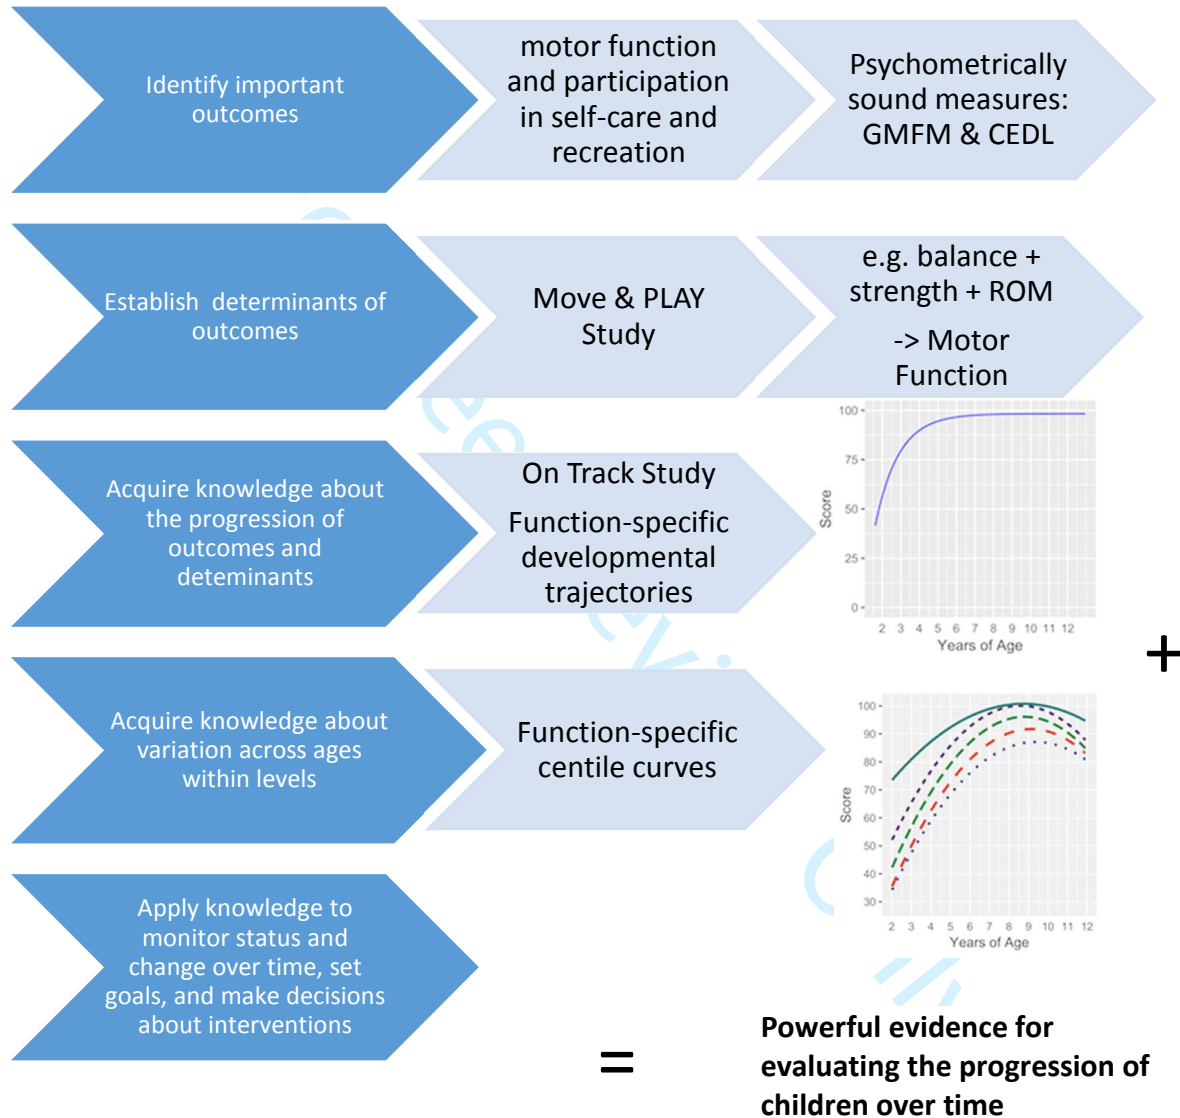 Identify important
outcomes
motor function
and participation
in self-care and
recreation
Psychometrically
sound measures:
GMFM & CEDL
Establish  determinants of
outcomes
Move & PLAY
Study
e.g. balance +
strength + ROM
-> Motor
Function
Acquire knowledge about
the progression of
outcomes and
deteminants
On Track Study
Function-specific
developmental
trajectories
100
75
50
25
0
Score
2 3 4 5 6 7 8 9 10 11 12
Years of Age
+
Acquire knowledge about
variation across ages
within levels
Function-specific
centile curves
100
90
80
70
60
50
40
30
Score
2 3 4 5 6 7 8 9 10 11 12
Years of Age
Apply knowledge to
monitor status and
change over time, set
goals, and make decisions
about interventions
=
Powerful evidence for
evaluating the progression of
children over time